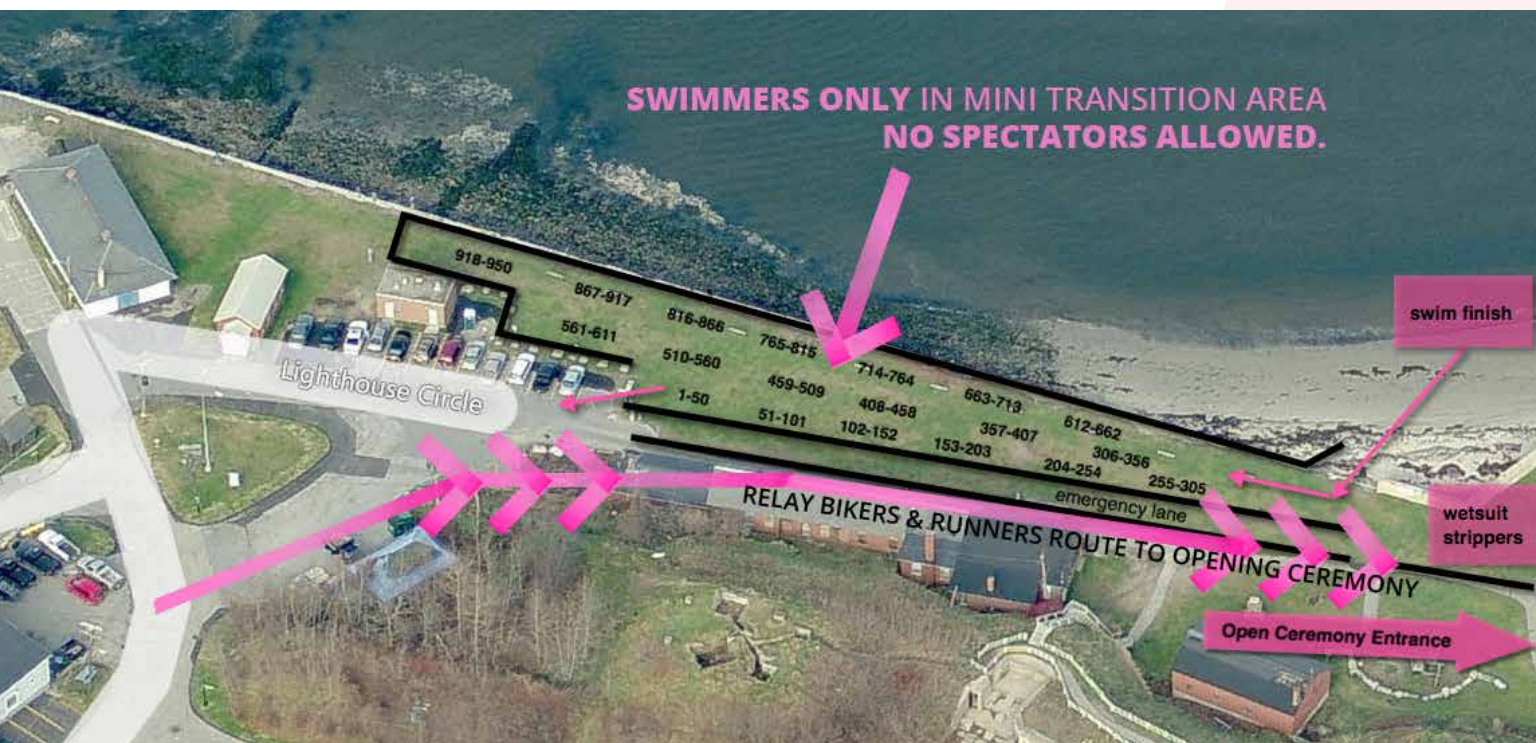 SWIMMERS ONLY IN MINI TRANSITION AREA
NO SPECTATORS ALLOWED.
918-950
867-917
816-866
765-815
714-764
663-713
612-662
561-611
510-560
459-509
408-458
357-407
306-356
255-305
1-50
51-101
102-152
153-203
204-254
swim finish
wetsuit
strippers
Lighthouse Circle
emergency lane
RELAY BIKERS & RUNNERS ROUTE TO OPENING CEREMONY
Open Ceremony Entrance